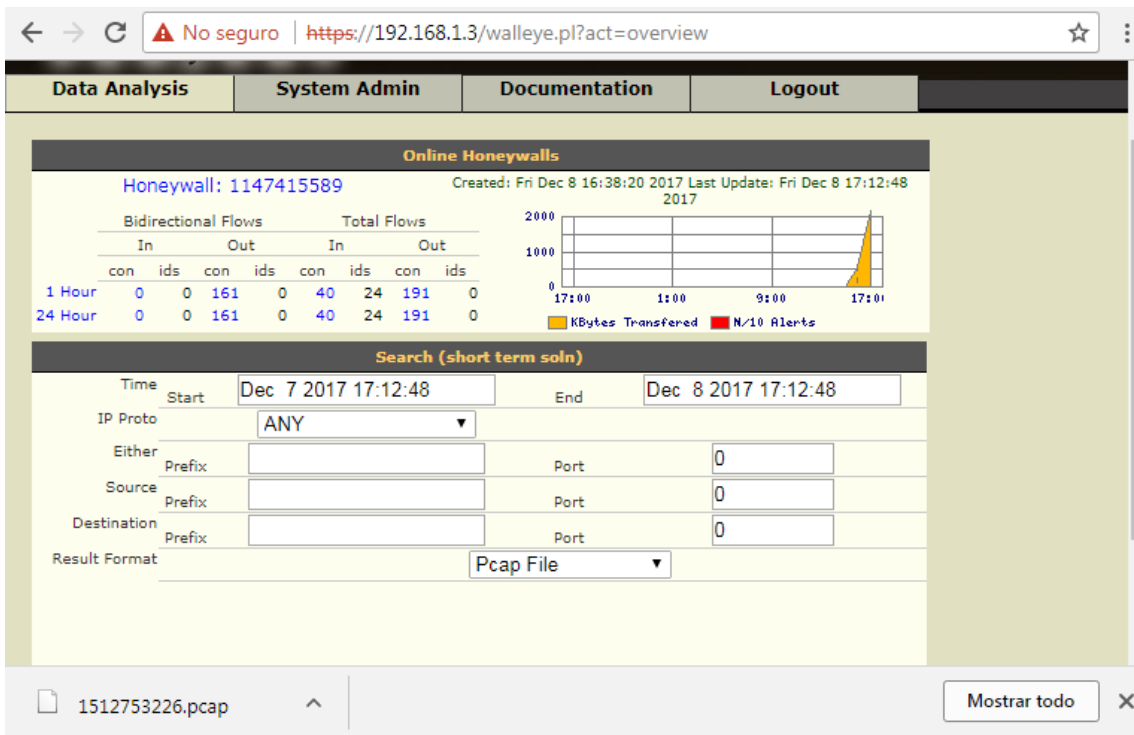 No seguro | https://192.168.1.3/walleye.pl?act=overview
Data Analysis System Admin Documentation Logout
Online Honeywalls
Honeywall: 1147415589
Created: Fri Dec 8 16:38:20 2017 Last Update: Fri Dec 8 17:12:48
2017
Bidirectional Flows Total Flows
In Out In Out
con ids con ids con ids con ids
1 Hour 0 0 161 0 40 24 191 0
24 Hour 0 0 161 0 40 24 191 0
2000
1000
0
17:00 1:00 9:00
KBytes Transfered N/10 Alerts
Search (short term soln)
Time Start Dec 7 2017 17:12:48 End Dec 8 2017 17:12:48
IP Proto ANY
Either Prefix Port 0
Source Prefix Port 0
Destination Prefix Port 0
Result Format Pcap File
1512753226.pcap Mostrar todo